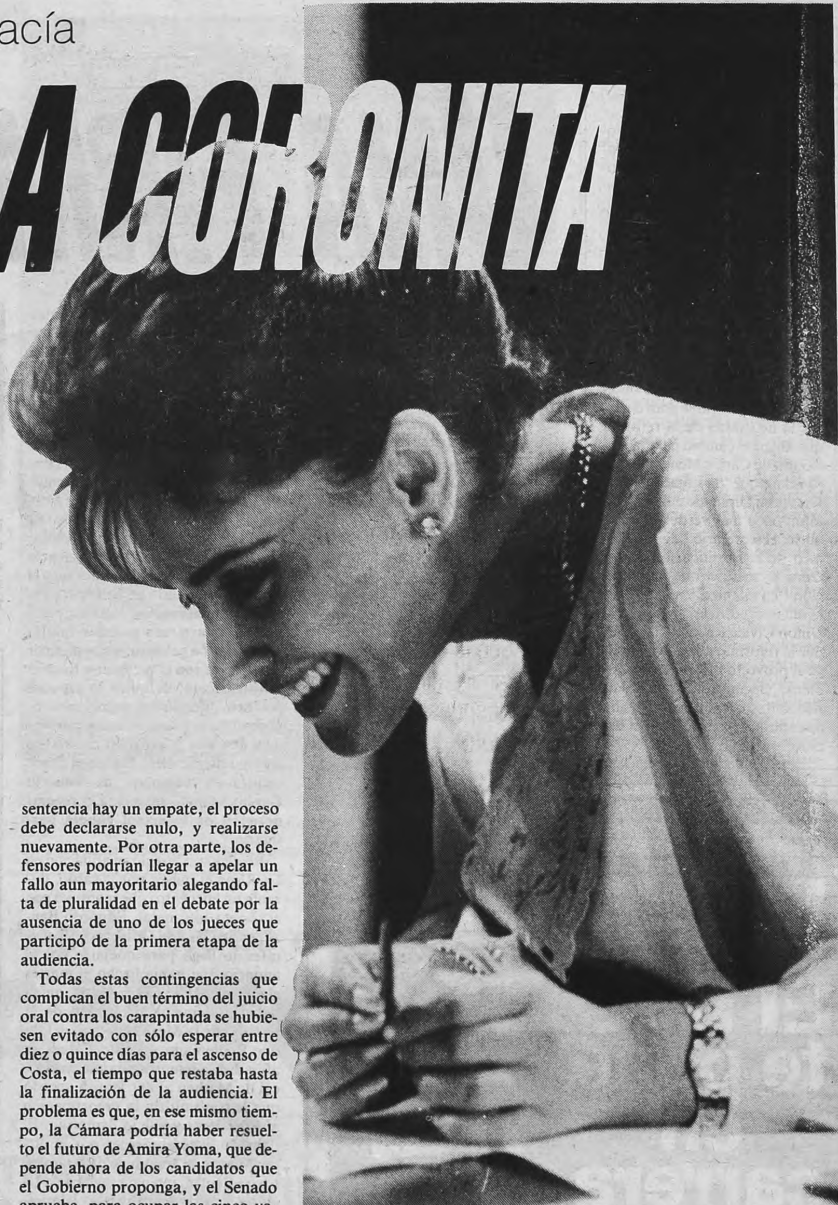 acía
A CORONITA
sentencia hay un empate, el proceso
debe declararse nulo, y realizarse
nuevamente. Por otra parte, los de-
fensores podrían llegar a apelar un
fallo aun mayoritario alegando fal-
ta de pluralidad en el debate por la
ausencia de uno de los jueces que
participó de la primera etapa de la
audiencia.
Todas estas contingencias que
complican el buen término del juicio
oral contra los carapintada se hubie-
sen evitado con sólo esperar entre
diez o quince días para el ascenso de
Costa, el tiempo que restaba hasta
la finalización de la audiencia. El
problema es que, en ese mismo tiem-
po, la Cámara podría haber resuel-
to el futuro de Amira Yoma, que de-
pende ahora de los candidatos que
el Gobierno proponga, y el Senado
apruebe, para ocupar las cinco va-